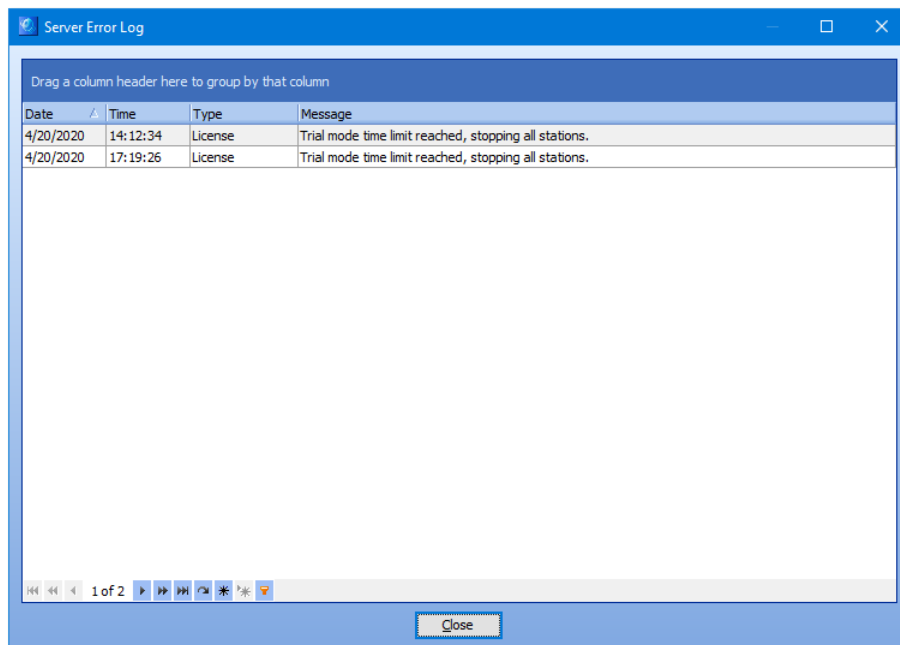 Server Error Log
Drag a column header here to group by that column
Date Time Type Message
4/20/2020 14:12:34 License Trial mode time limit reached, stopping all stations.
4/20/2020 17:19:26 License Trial mode time limit reached, stopping all stations.
1 of 2
Close